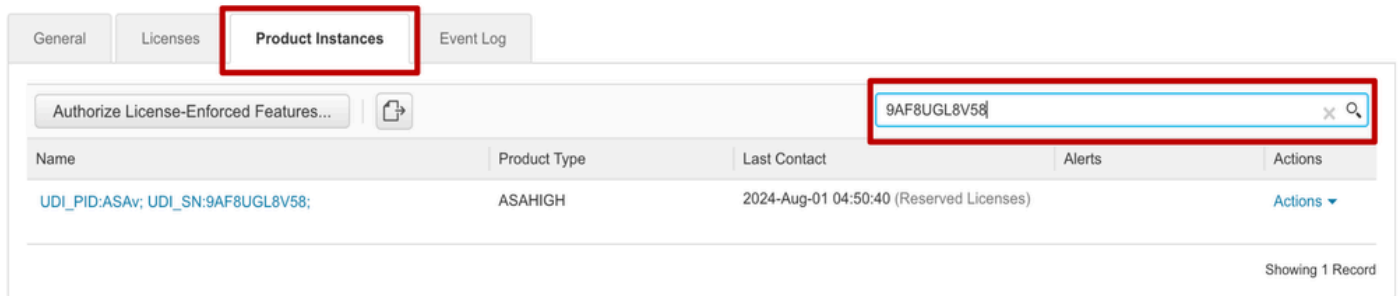 General Licenses Product Instances Event Log
Authorize License-Enforced Features... 9AF8UGL8V58
Name Product Type Last Contact Alerts Actions
UDI_PID:ASAv; UDI_SN:9AF8UGL8V58; ASAHIGH 2024-Aug-01 04:50:40 (Reserved Licenses) Actions
Showing 1 Record